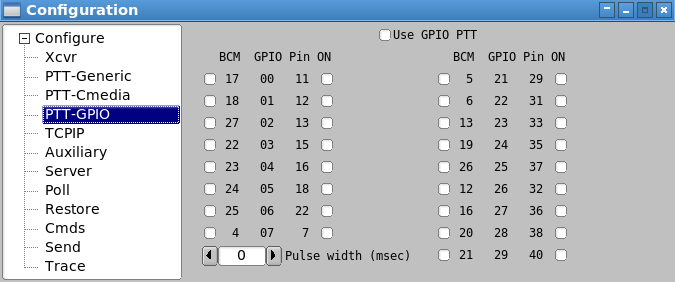 Configuration
Configure
Xcvr
PTT-Generic
PTT-Cmedia
PTT-GPIO
TCPIP
Auxiliary
Server
Poll
Restore
Cmds
Send
Trace
Use GPIO PTT
BCM GPIO Pin ON
17 00 11
18 01 12
27 02 13
22 03 15
23 04 16
24 05 18
25 06 22
4 07 7
0 Pulse width (msec)
BCM GPIO Pin ON
5 21 29
6 22 31
13 23 33
19 24 35
26 25 37
12 26 32
16 27 36
20 28 38
21 29 40